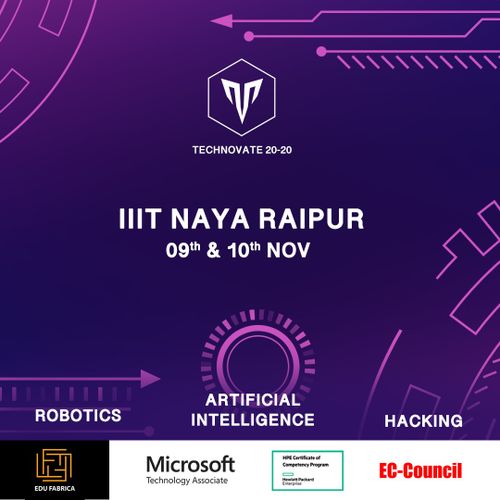 TECHNOVATE 20-20
IIIT NAYA RAIPUR
09th & 10th NOV
ROBOTICS
ARTIFICIAL
INTELLIGENCE
HACKING
EDU FABRICA
Microsoft
Technology Associate
HPE Certificate of
Competency Program
Hewlett Packard
Enterprise
EC-Council